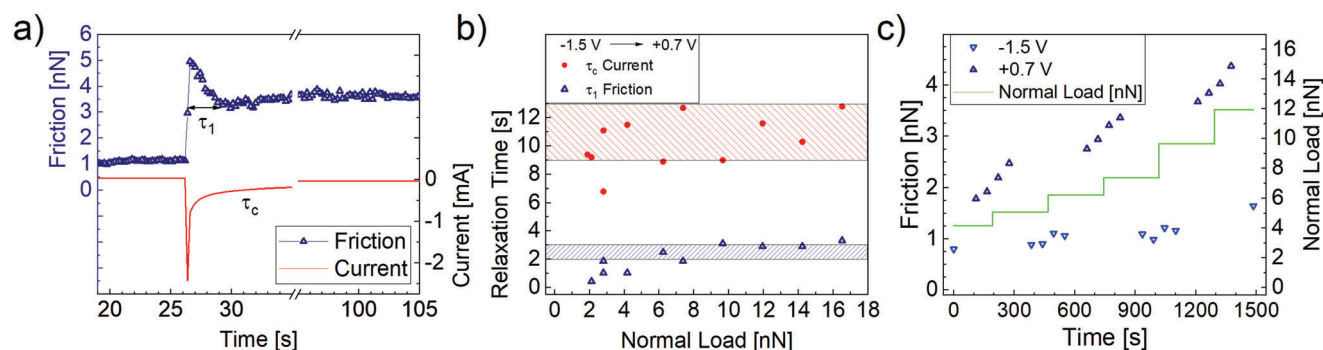 a)
Friction [nN]
6
5
4
3
2
1
0
τ1
τc
Friction
Current
0
-1
-2
Current [mA]
20 25 30 100 105
Time [s]
b)
-1.5 V → +0.7 V
τc Current
τ1 Friction
Relaxation Time [s]
12
10
8
6
4
2
0
0 2 4 6 8 10 12 14 16 18
Normal Load [nN]
c)
-1.5 V
+0.7 V
Normal Load [nN]
Friction [nN]
4
3
2
1
0
16
14
12
10
8
6
4
2
0
Normal Load [nN]
0 300 600 900 1200 1500
Time [s]